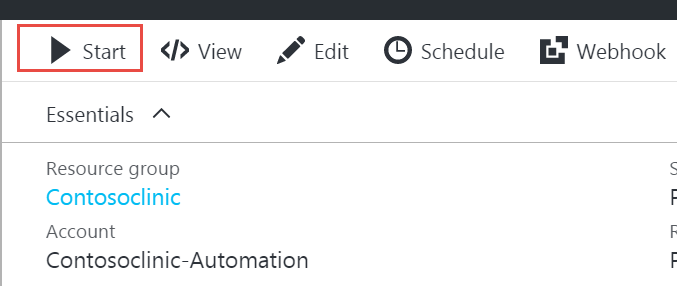 Start View Edit Schedule Webhook
Essentials
Resource group
Contosoclinic
Account
Contosoclinic-Automation